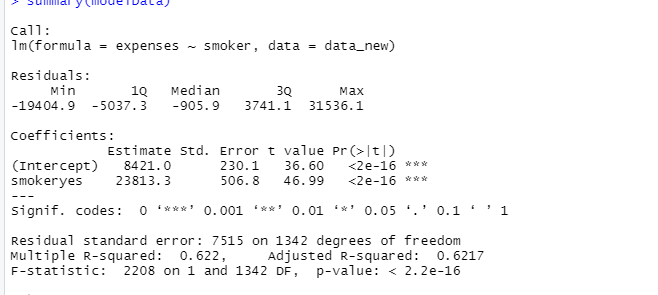 > summary(modelData)
Call:
lm(formula = expenses ~ smoker, data = data_new)
Residuals:
Min 1Q Median 3Q Max
-19404.9 -5037.3 -905.9 3741.1 31536.1
Coefficients:
Estimate Std. Error t value Pr(>|t|)
(Intercept) 8421.0 230.1 36.60 <2e-16 ***
smokeryes 23813.3 506.8 46.99 <2e-16 ***
---
Signif. codes: 0 ‘***’ 0.001 ‘**’ 0.01 ‘*’ 0.05 ‘.’ 0.1 ‘ ’ 1
Residual standard error: 7515 on 1342 degrees of freedom
Multiple R-squared: 0.622, Adjusted R-squared: 0.6217
F-statistic: 2208 on 1 and 1342 DF, p-value: < 2.2e-16